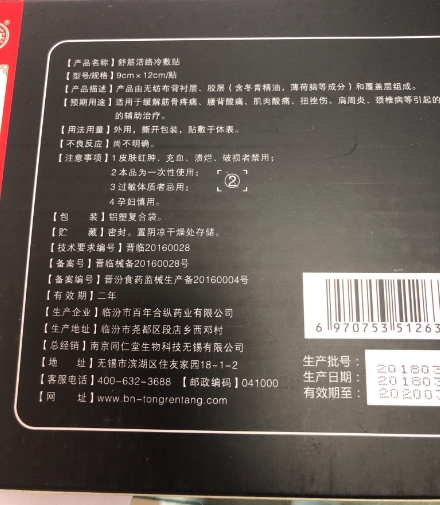 【产品名称】舒筋活络冷敷贴
【型号/规格】9cm×12cm/贴
【产品描述】产品由无纺布背衬层、胶层(含冬青精油,薄荷脑等成分)和覆盖层组成。
【预期用途】适用于缓解筋骨疼痛,腰背酸痛、肌肉酸痛、扭挫伤、肩周炎、颈椎病等引起的
的辅助治疗。
【用法用量】外用,撕开包装,贴敷于体表。
【不良反应】尚不明确。
【注意事项】1皮肤红肿、充血、溃烂、破损者禁用;
2本品为一次性使用;
②
3过敏体质者忌用;
4孕妇慎用。
【包 装】铝塑复合袋。
【贮 藏】密封。置阴凉干燥处存储。
【技术要求编号】晋临20160028
【备案号】晋临械备20160028号
【备案编号】晋汾食药监械生产备20160004号
【有效期】二年
【生产企业】临汾市百年合纵药业有限公司
【生产地址】临汾市尧都区段店乡西邓村
【总经销】南京同仁堂生物科技无锡有限公司
【地 址】无锡市滨湖区住友家园18-1-2
【客服电话】400-632-3688 【邮政编码】041000
【网 址】www.bn-tongrentang.com
6 970753 51263
生产批号: 201803
生产日期: 201803
有效期至: 202003